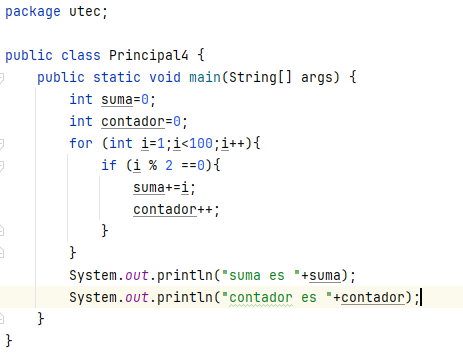 package utec;
public class Principal4 {
public static void main(String[] args) {
int suma=0;
int contador=0;
for (int i=1;i<100;i++){
if (i % 2 ==0){
suma+=i;
contador++;
}
}
System.out.println("suma es "+suma);
System.out.println("contador es "+contador);
}
}